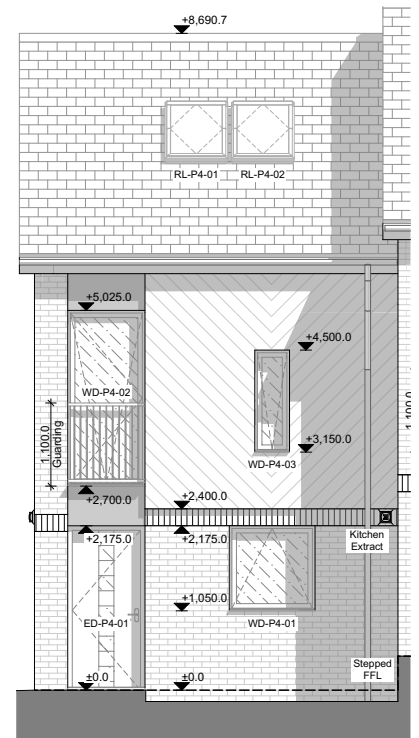 +8,690.7
RL-P4-01
RL-P4-02
+5,025.0
+4,500.0
WD-P4-02
1,100.0
Guarding
1,100.0
+3,150.0
WD-P4-03
+2,700.0
+2,400.0
+2,175.0
+2,175.0
Kitchen
Extract
+1,050.0
ED-P4-01
WD-P4-01
Stepped
FFL
±0.0
±0.0